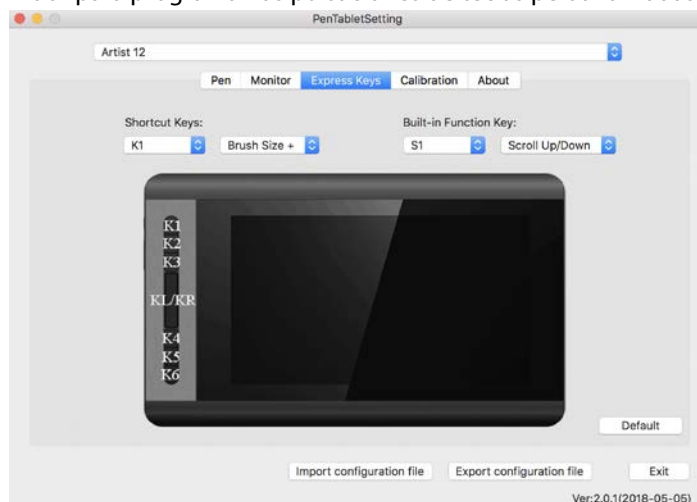 PenTabletSetting
Artist 12
Pen Monitor Express Keys Calibration About
Shortcut Keys: Built-in Function Key:
K1 Brush Size + S1 Scroll Up/Down
K1
K2
K3
KL/KR
K4
K5
K6
Default
Import configuration file Export configuration file Exit
Ver:2.0.1(2018-05-05)